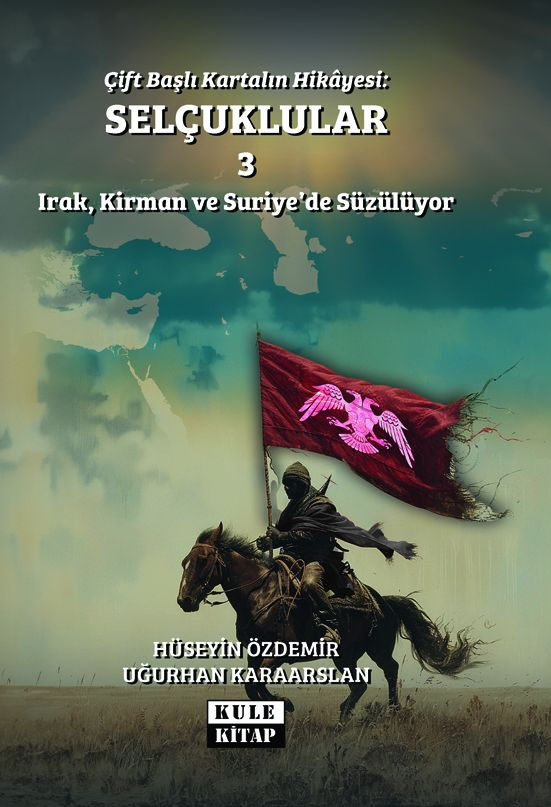 Çift Başlı Kartalın Hikâyesi:
SELÇUKLULAR
3
Irak, Kirman ve Suriye'de Süzülüyor
HÜSEYİN ÖZDEMİR
UĞURHAN KARAARSLAN
KULE
KİTAP